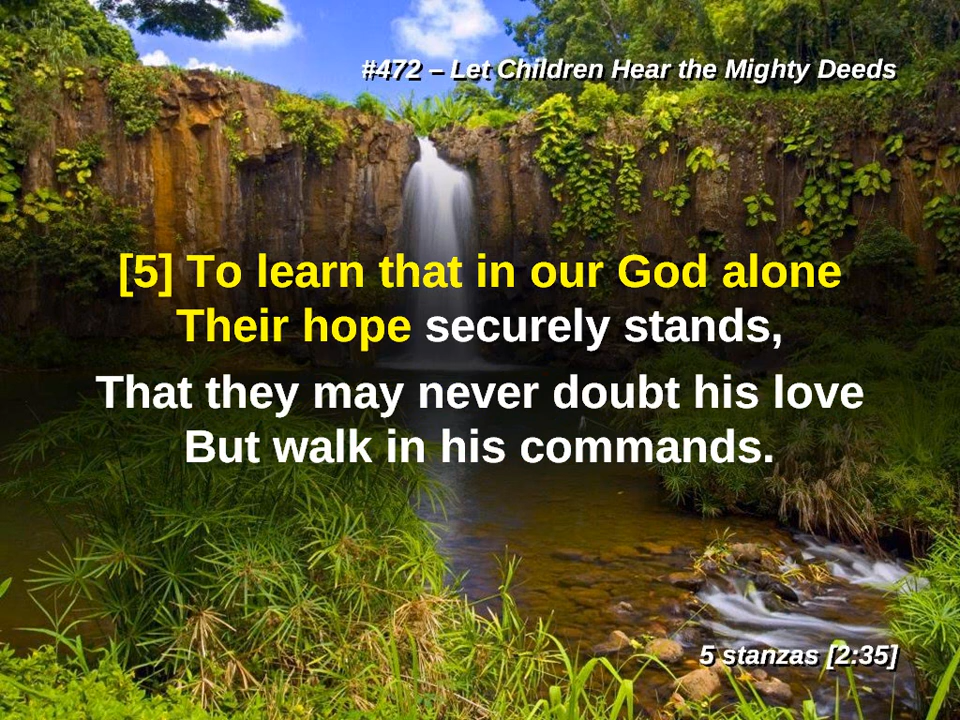 #472 – Let Children Hear the Mighty Deeds
[5] To learn that in our God alone
Their hope securely stands,
That they may never doubt his love
But walk in his commands.
5 stanzas [2:35]